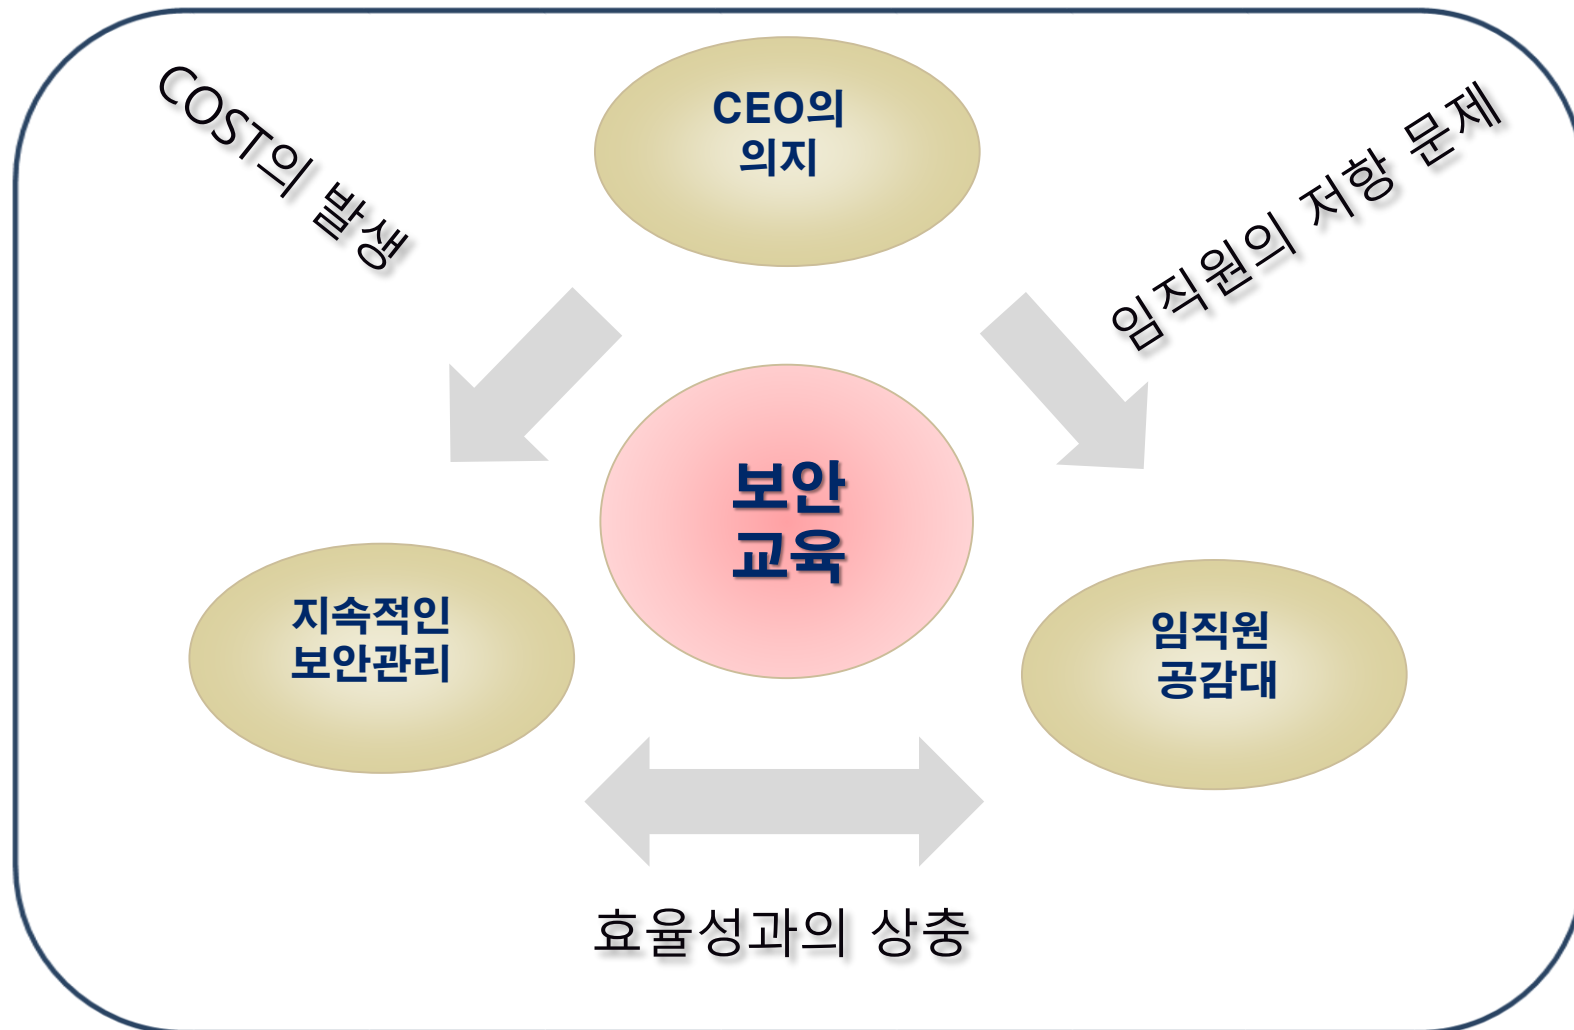 COST의 발생
CEO의
의지
임직원의 저항 문제
보안
교육
지속적인
보안관리
임직원
공감대
효율성과의 상충